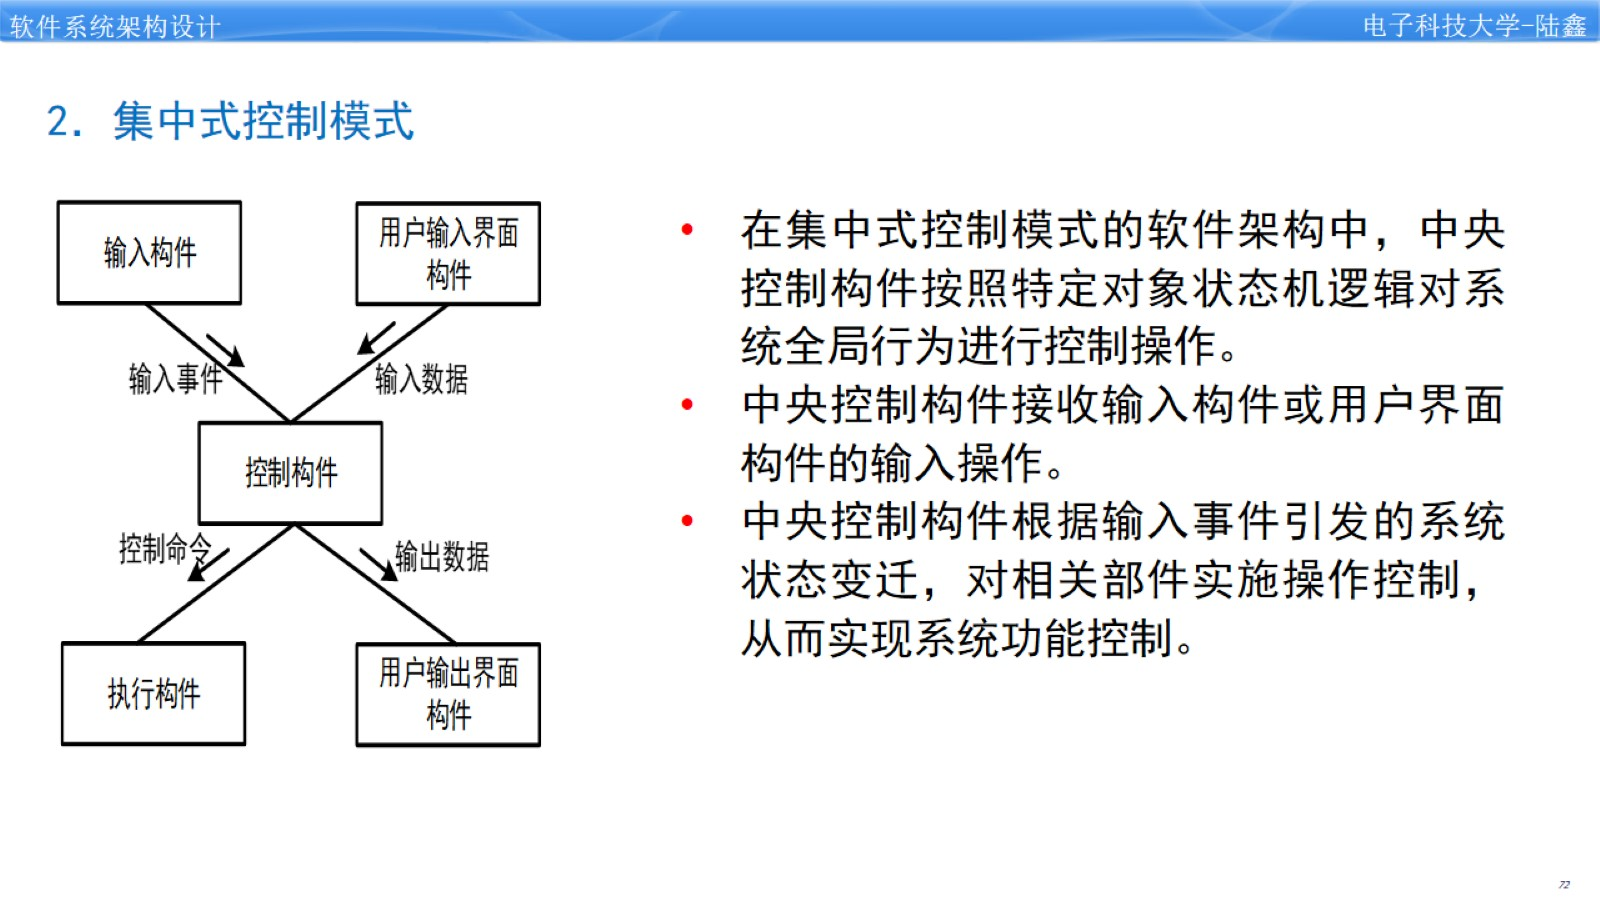 软件系统架构设计
电子科技大学-陆鑫
2. 集中式控制模式
输入构件
用户输入界面
构件
输入事件
输入数据
控制构件
控制命令
输出数据
执行构件
用户输出界面
构件
• 在集中式控制模式的软件架构中，中央
控制构件按照特定对象状态机逻辑对系
统全局行为进行控制操作。
• 中央控制构件接收输入构件或用户界面
构件的输入操作。
• 中央控制构件根据输入事件引发的系统
状态变迁，对相关部件实施操作控制，
从而实现系统功能控制。
72